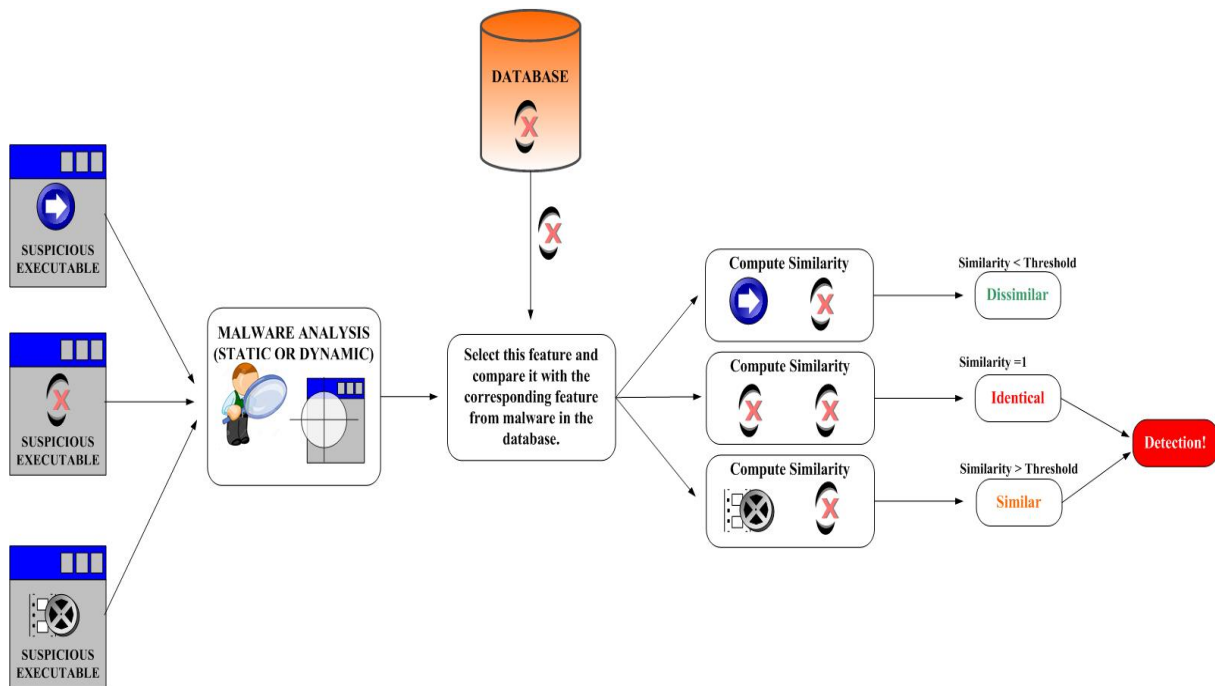 DATABASE
SUSPICIOUS
EXECUTABLE
SUSPICIOUS
EXECUTABLE
SUSPICIOUS
EXECUTABLE
MALWARE ANALYSIS
(STATIC OR DYNAMIC)
Select this feature and
compare it with the
corresponding feature
from malware in the
database.
Compute Similarity
Similarity < Threshold
Dissimilar
Compute Similarity
Similarity =1
Identical
Compute Similarity
Similarity > Threshold
Similar
Detection!